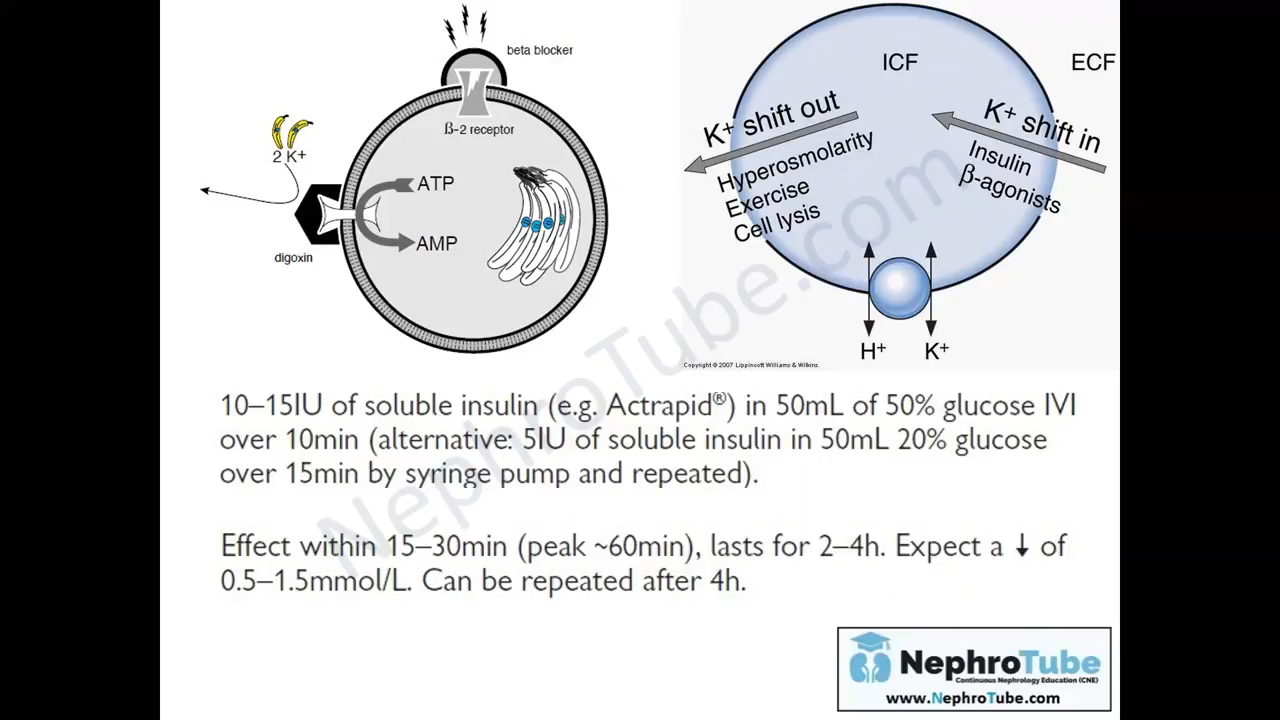 beta blocker
ß-2 receptor
2 K+
ATP
AMP
digoxin
ICF
ECF
K+ shift out
Hyperosmolarity
Exercise
Cell lysis
K+ shift in
Insulin
β-agonists
H+
K+
Copyright © 2007 Lippincott Williams & Wilkins.
10–15IU of soluble insulin (e.g. Actrapid®) in 50mL of 50% glucose IVI
over 10min (alternative: 5IU of soluble insulin in 50mL 20% glucose
over 15min by syringe pump and repeated).
Effect within 15–30min (peak ~60min), lasts for 2–4h. Expect a ↓ of
0.5–1.5mmol/L. Can be repeated after 4h.
NephroTube.com
NephroTube
Continuous Nephrology Education (CNE)
www.NephroTube.com